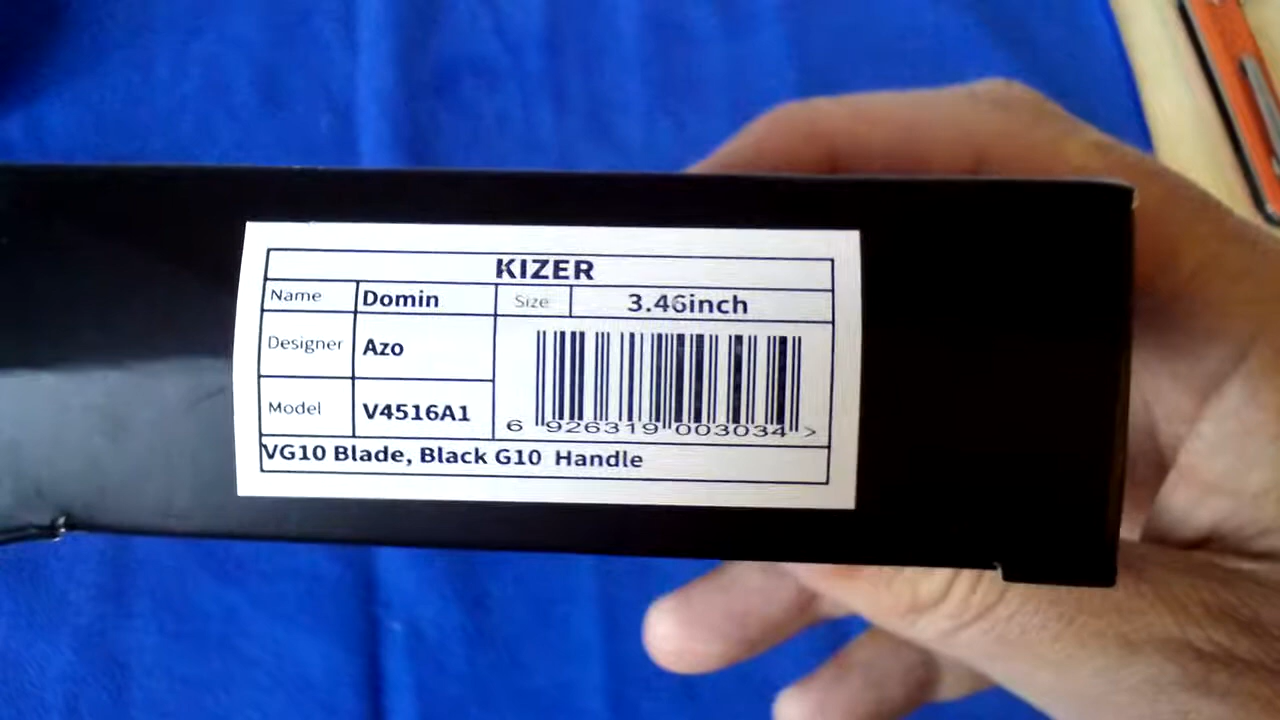 KIZER
Name Domin Size 3.46inch
Designer Azo
Model V4516A1
6 926319 003034 >
VG10 Blade, Black G10 Handle